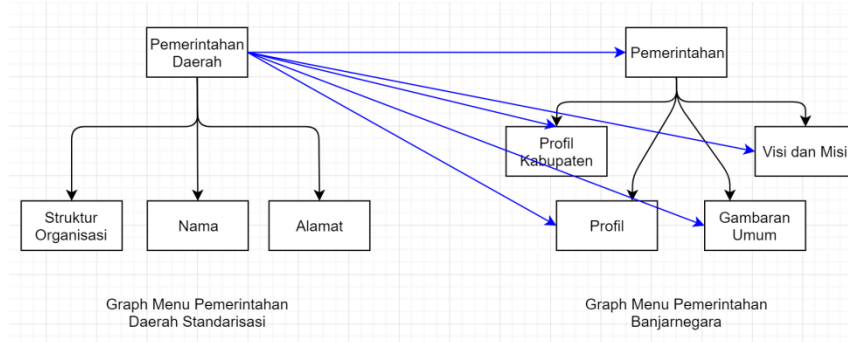 Pemerintahan
Daerah
Pemerintahan
Profil
Kabupaten
Visi dan Misi
Struktur
Organisasi
Nama
Alamat
Profil
Gambaran
Umum
Graph Menu Pemerintahan
Daerah Standarisasi
Graph Menu Pemerintahan
Banjarnegara